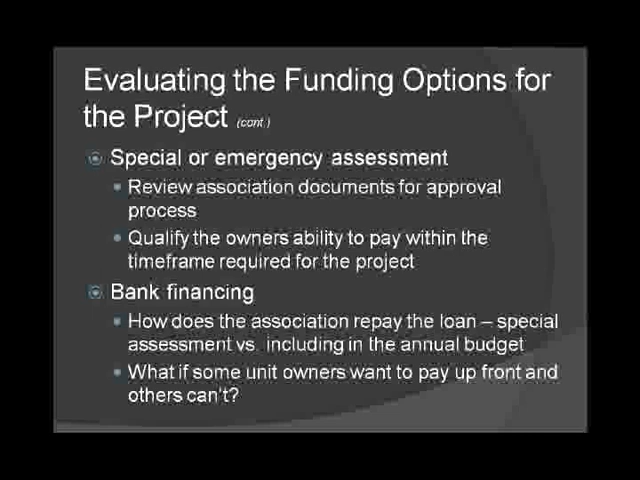 Evaluating the Funding Options for
the Project (cont.)
Special or emergency assessment
Review association documents for approval
process
Qualify the owners ability to pay within the
timeframe required for the project
Bank financing
How does the association repay the loan – special
assessment vs. including in the annual budget
What if some unit owners want to pay up front and
others can't?